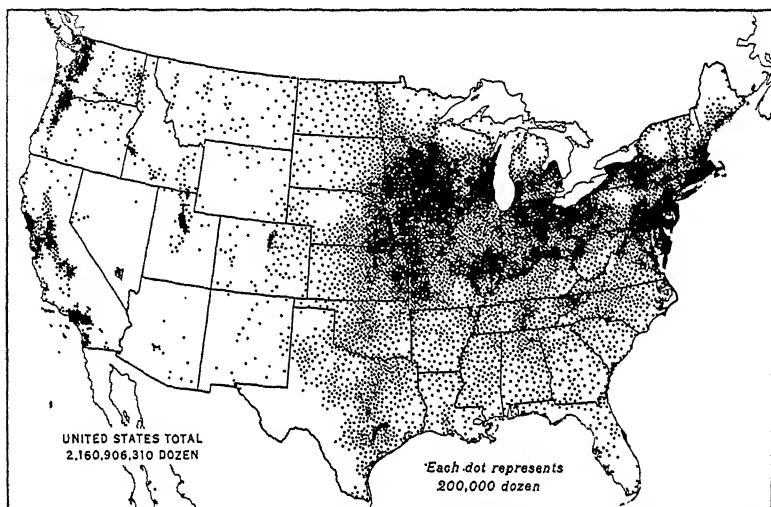 UNITED STATES TOTAL
2,160,906,310 DOZEN
Each dot represents
200,000 dozen